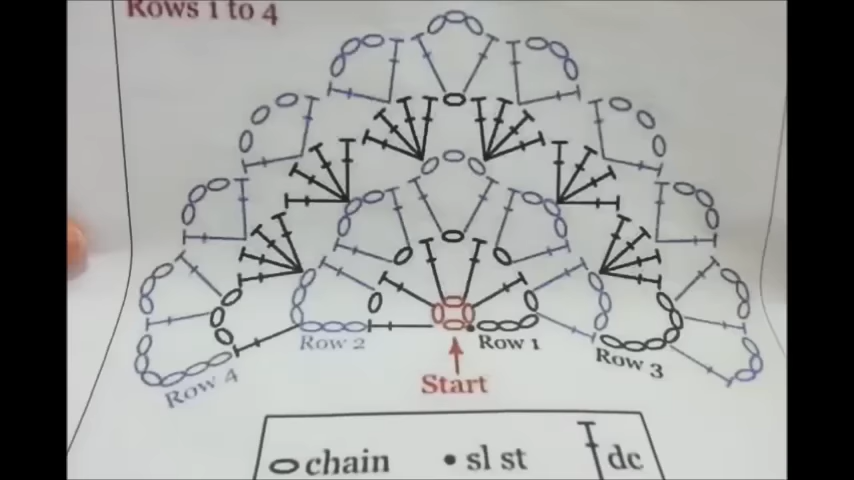 Rows 1 to 4
Row 2
Row 1
Row 3
Row 4
Start
chain
sl st
dc